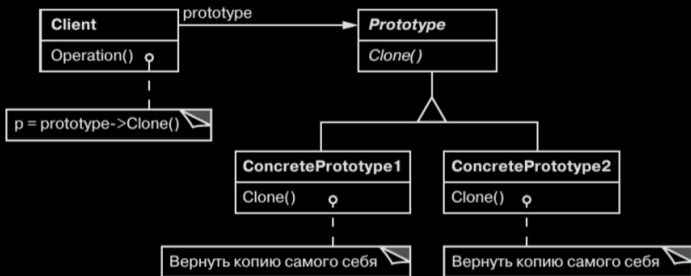 prototype
Client
Prototype
Operation()
Clone()
p = prototype->Clone()
ConcretePrototype1
ConcretePrototype2
Clone()
Clone()
Вернуть копию самого себя
Вернуть копию самого себя